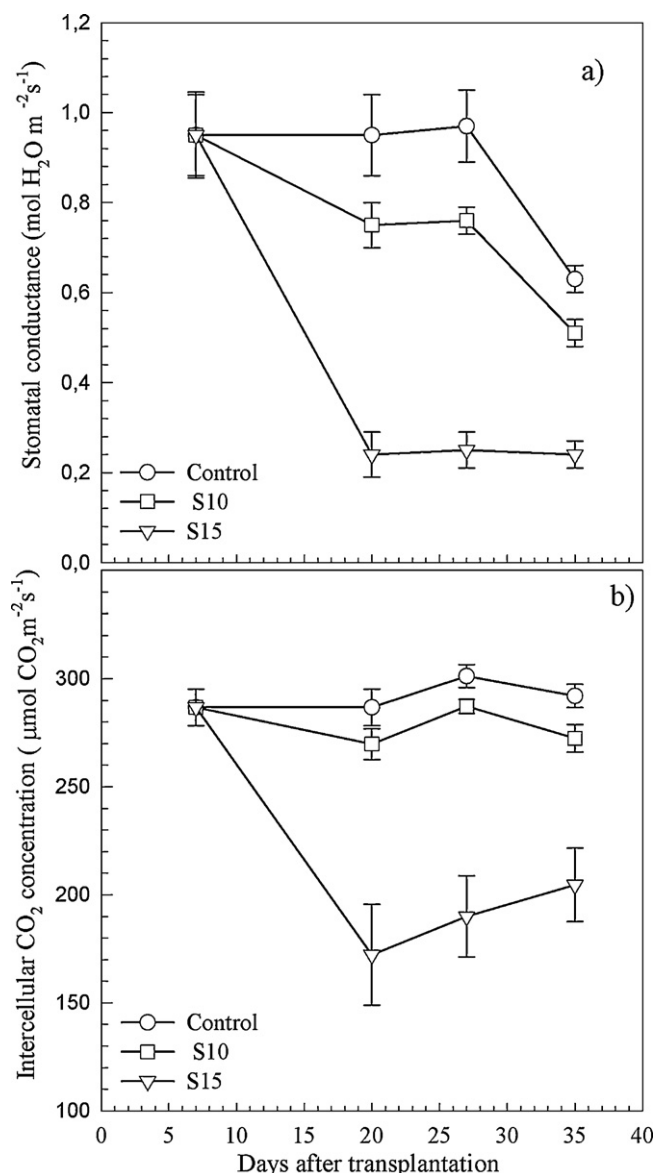 1,2
1,0
0,8
0,6
0,4
0,2
0,0
Stomatal conductance (mol H₂O m⁻²s⁻¹)
a)
Control
S10
S15
300
250
200
150
100
Intercellular CO₂ concentration ( μmol CO₂m⁻²s⁻¹)
b)
Control
S10
S15
0 5 10 15 20 25 30 35 40
Days after transplantation